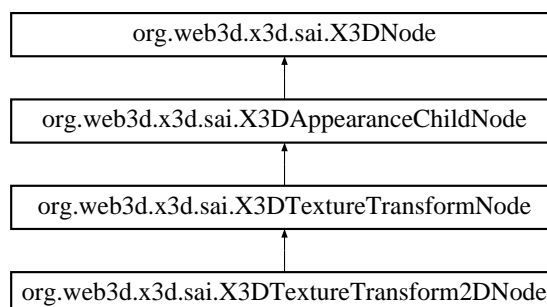 org.web3d.x3d.sai.X3DNode
org.web3d.x3d.sai.X3DAppearanceChildNode
org.web3d.x3d.sai.X3DTextureTransformNode
org.web3d.x3d.sai.X3DTextureTransform2DNode